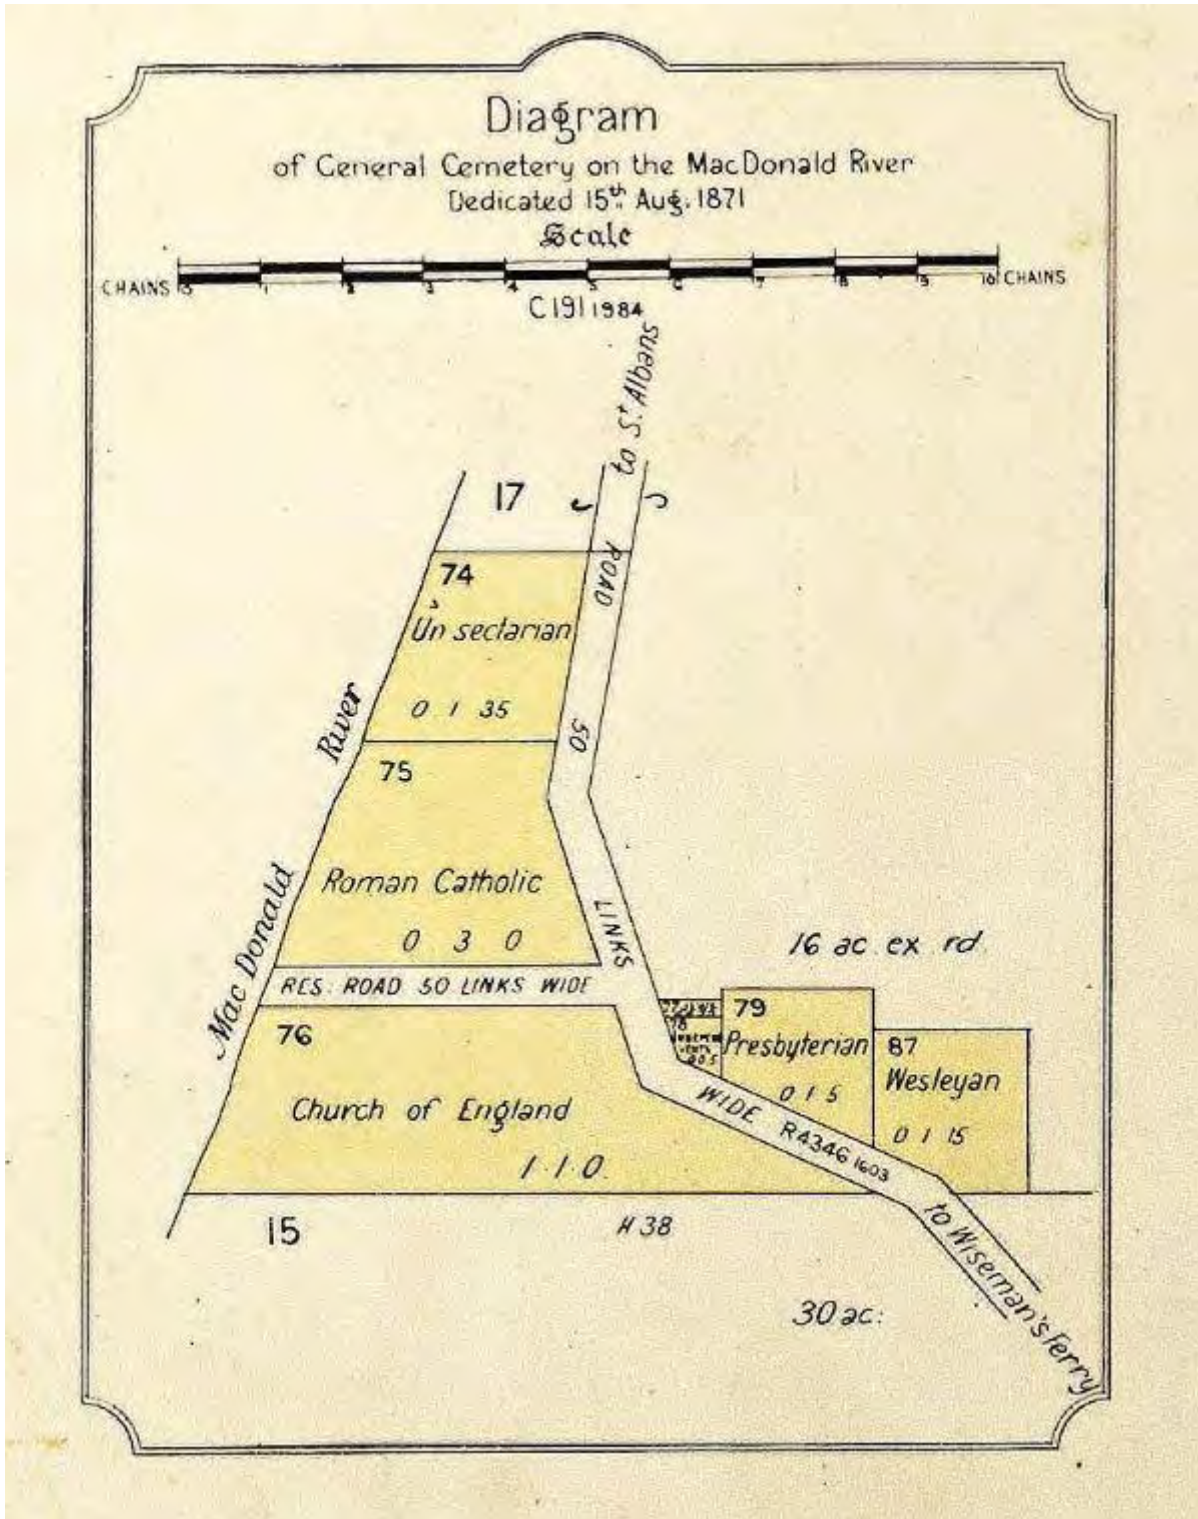 Diagram
of General Cemetery on the MacDonald River
Dedicated 15th Aug. 1871
Scale
CHAINS 1 2 3 4 5 6 7 8 9 10 CHAINS
C191 1984
to St. Albans
17
ROAD
74
Un sectarian
0 1 35
50
River
75
Roman Catholic
0 3 0
LINKS
Mac Donald
16 ac. ex. rd.
RES. ROAD 50 LINKS WIDE
76
79
Presbyterian
0 1 5
87
Wesleyan
0 1 15
Church of England
1 . 1 . 0 .
WIDE R4346 1603
15
H 38
to Wiseman's Ferry
30 ac: